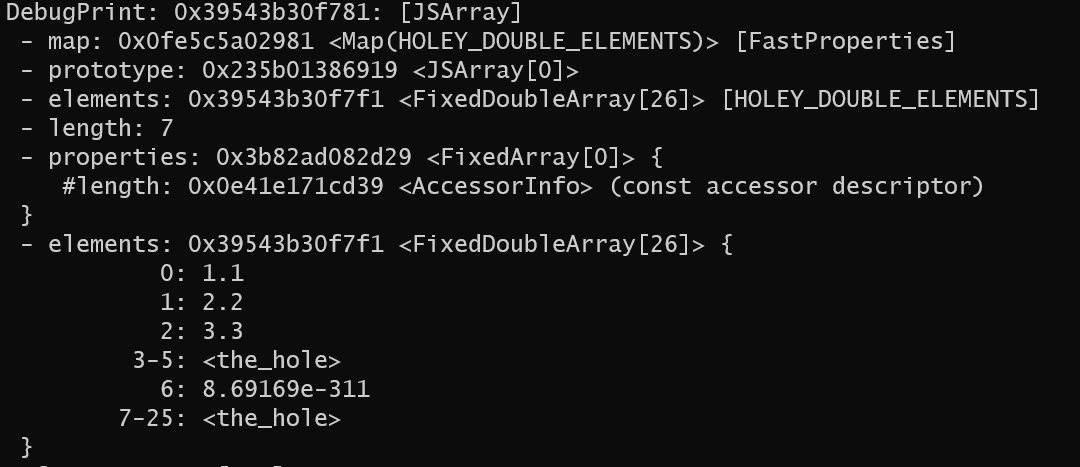 DebugPrint: 0x39543b30f781: [JSArray]
- map: 0x0fe5c5a02981 <Map(HOLEY_DOUBLE_ELEMENTS)> [FastProperties]
- prototype: 0x235b01386919 <JSArray[0]>
- elements: 0x39543b30f7f1 <FixedDoubleArray[26]> [HOLEY_DOUBLE_ELEMENTS]
- length: 7
- properties: 0x3b82ad082d29 <FixedArray[0]> {
#length: 0x0e41e171cd39 <AccessorInfo> (const accessor descriptor)
}
- elements: 0x39543b30f7f1 <FixedDoubleArray[26]> {
0: 1.1
1: 2.2
2: 3.3
3-5: <the_hole>
6: 8.69169e-311
7-25: <the_hole>
}